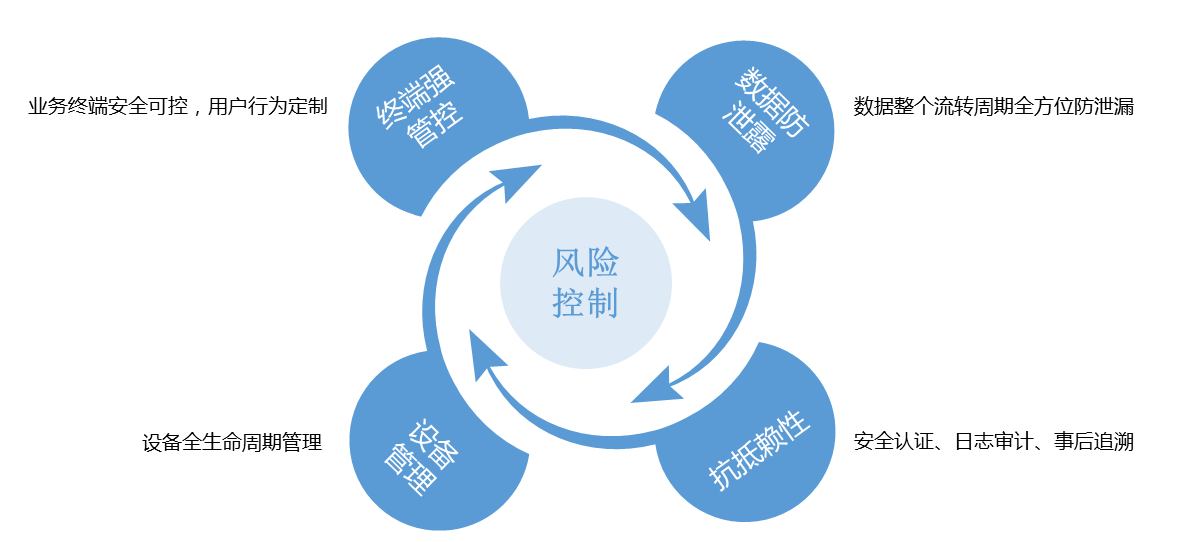 业务终端安全可控，用户行为定制
终端强
管控
数据防
泄露
数据整个流转周期全方位防泄漏
风险
控制
设备全生命周期管理
设备
管理
抗抵赖性
安全认证、日志审计、事后追溯